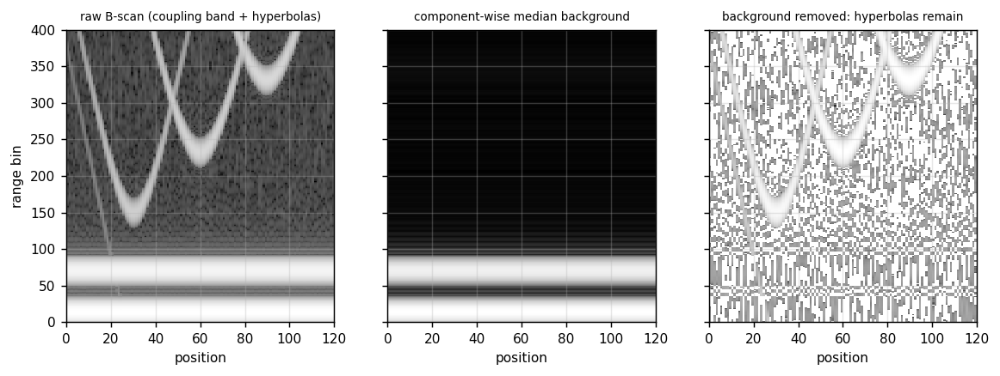 raw B-scan (coupling band + hyperbolas)
component-wise median background
background removed: hyperbolas remain
400
350
300
250
200
150
100
50
0
range bin
0 20 40 60 80 100 120
0 20 40 60 80 100 120
0 20 40 60 80 100 120
position
position
position